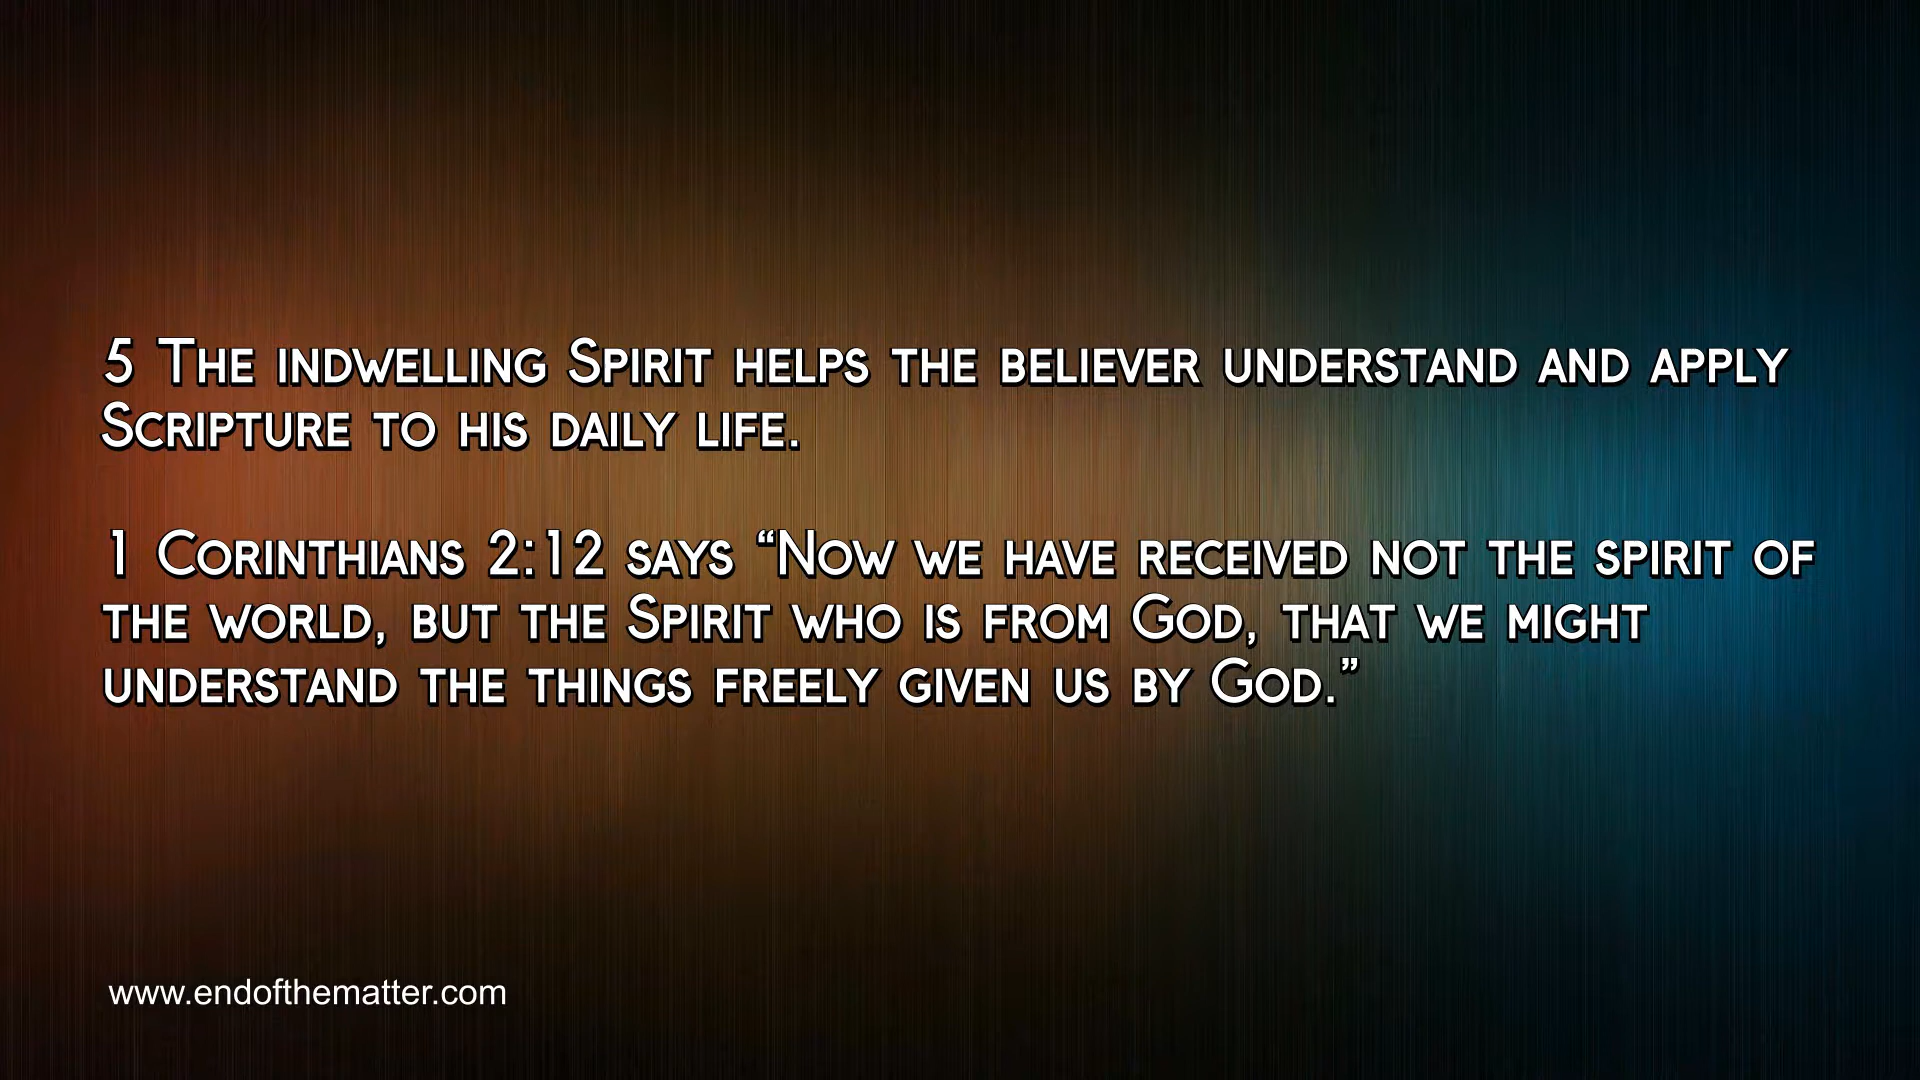 5 The indwelling Spirit helps the believer understand and apply
Scripture to his daily life.
1 Corinthians 2:12 says “Now we have received not the spirit of
the world, but the Spirit who is from God, that we might
understand the things freely given us by God.”
www.endofthematter.com